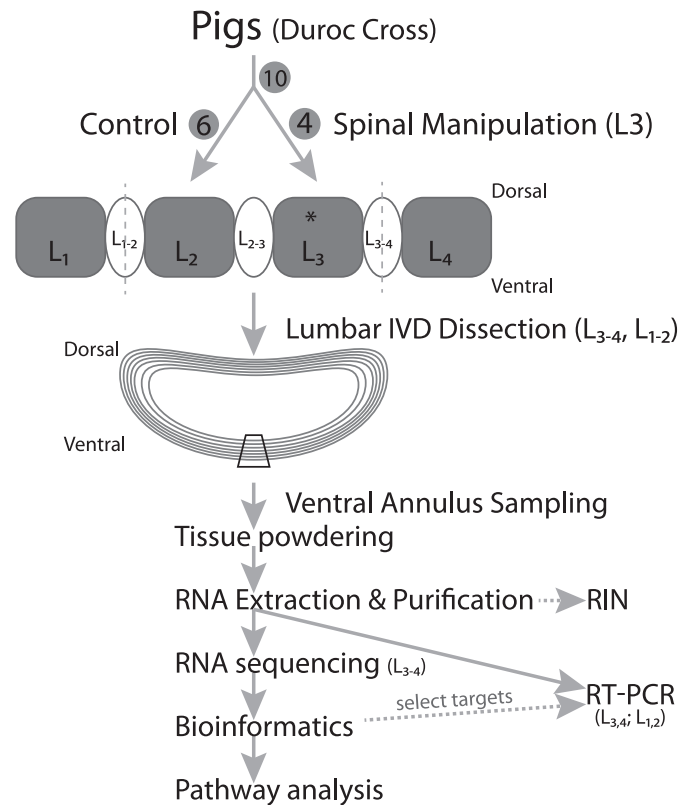 Pigs (Duroc Cross)
10
Control 6 4 Spinal Manipulation (L3)
Dorsal
*
L₁ L₁₋₂ L₂ L₂₋₃ L₃ L₃₋₄ L₄
Ventral
Lumbar IVD Dissection (L₃₋₄, L₁₋₂)
Dorsal
Ventral
Ventral Annulus Sampling
Tissue powdering
RNA Extraction & Purification RIN
RNA sequencing (L₃₋₄)
select targets
RT-PCR
(L₃,₄; L₁,₂)
Bioinformatics
Pathway analysis